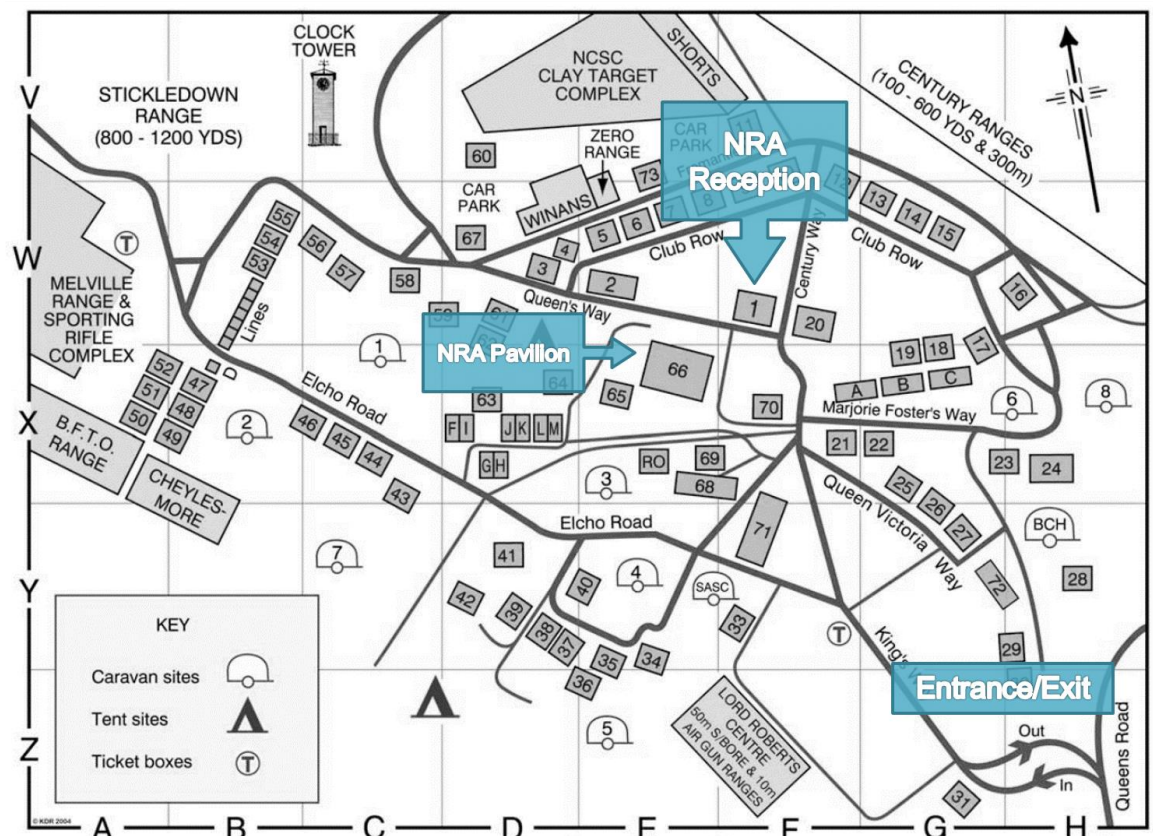 CLOCK
TOWER
V
STICKLEDOWN
RANGE
(800 - 1200 YDS)
NCSC
CLAY TARGET
COMPLEX
SHORTS
CENTURY RANGES
(100 - 600 YDS & 300m)
N
60
ZERO
RANGE
CAR
PARK
11
NRA
Reception
CAR
PARK
WINANS
73
12
13
14
15
67
4
5
6
7
8
Club Row
Century Way
Club Row
W
T
55
54
53
56
57
58
3
2
1
20
16
MELVILLE
RANGE &
SPORTING
RIFLE
COMPLEX
Lines
D
59
61
Queen's Way
NRA Pavilion
66
19
18
17
1
64
63
65
70
A
B
C
6
8
X
52
51
50
47
48
49
2
Elcho Road
46
45
44
43
F
I
J
K
L
M
G
H
Marjorie Foster's Way
21
22
23
24
B.F.T.O.
RANGE
CHEYLES-
MORE
3
RO
69
68
25
26
27
Queen Victoria
Way
BCH
7
Elcho Road
71
72
28
Y
41
42
40
4
39
38
37
35
36
34
SASC
33
T
29
King's
KEY
Caravan sites
Tent sites
Ticket boxes
T
Entrance/Exit
Z
5
LORD ROBERTS
CENTRE
50m S/BORE & 10m
AIR GUN RANGES
Out
In
31
Queens Road
© KDR 2004
A
B
C
D
E
F
G
H